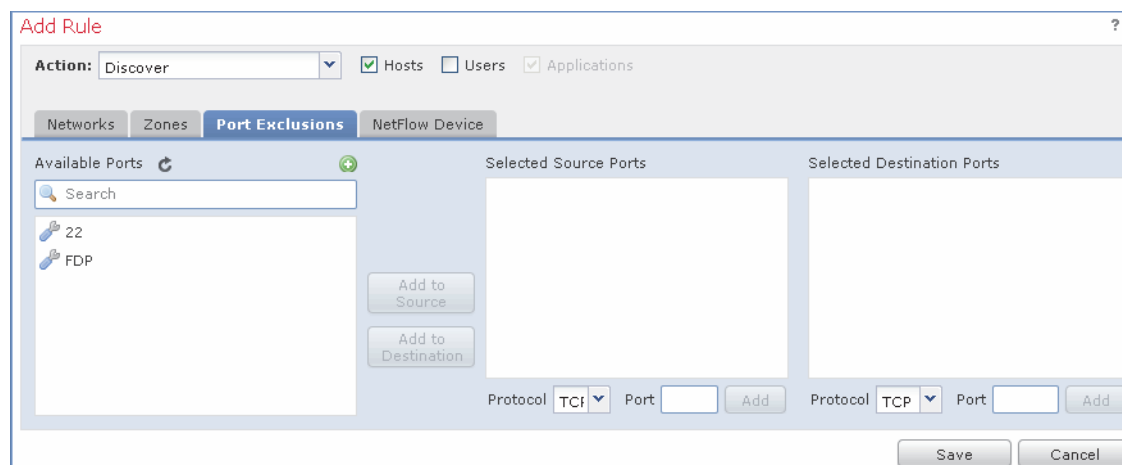 Add Rule ?
Action: Discover Hosts Users Applications
Networks Zones Port Exclusions NetFlow Device
Available Ports Selected Source Ports Selected Destination Ports
Search
22
FDP
Add to
Source
Add to
Destination
Protocol TCP Port Add Protocol TCP Port Add
Save Cancel